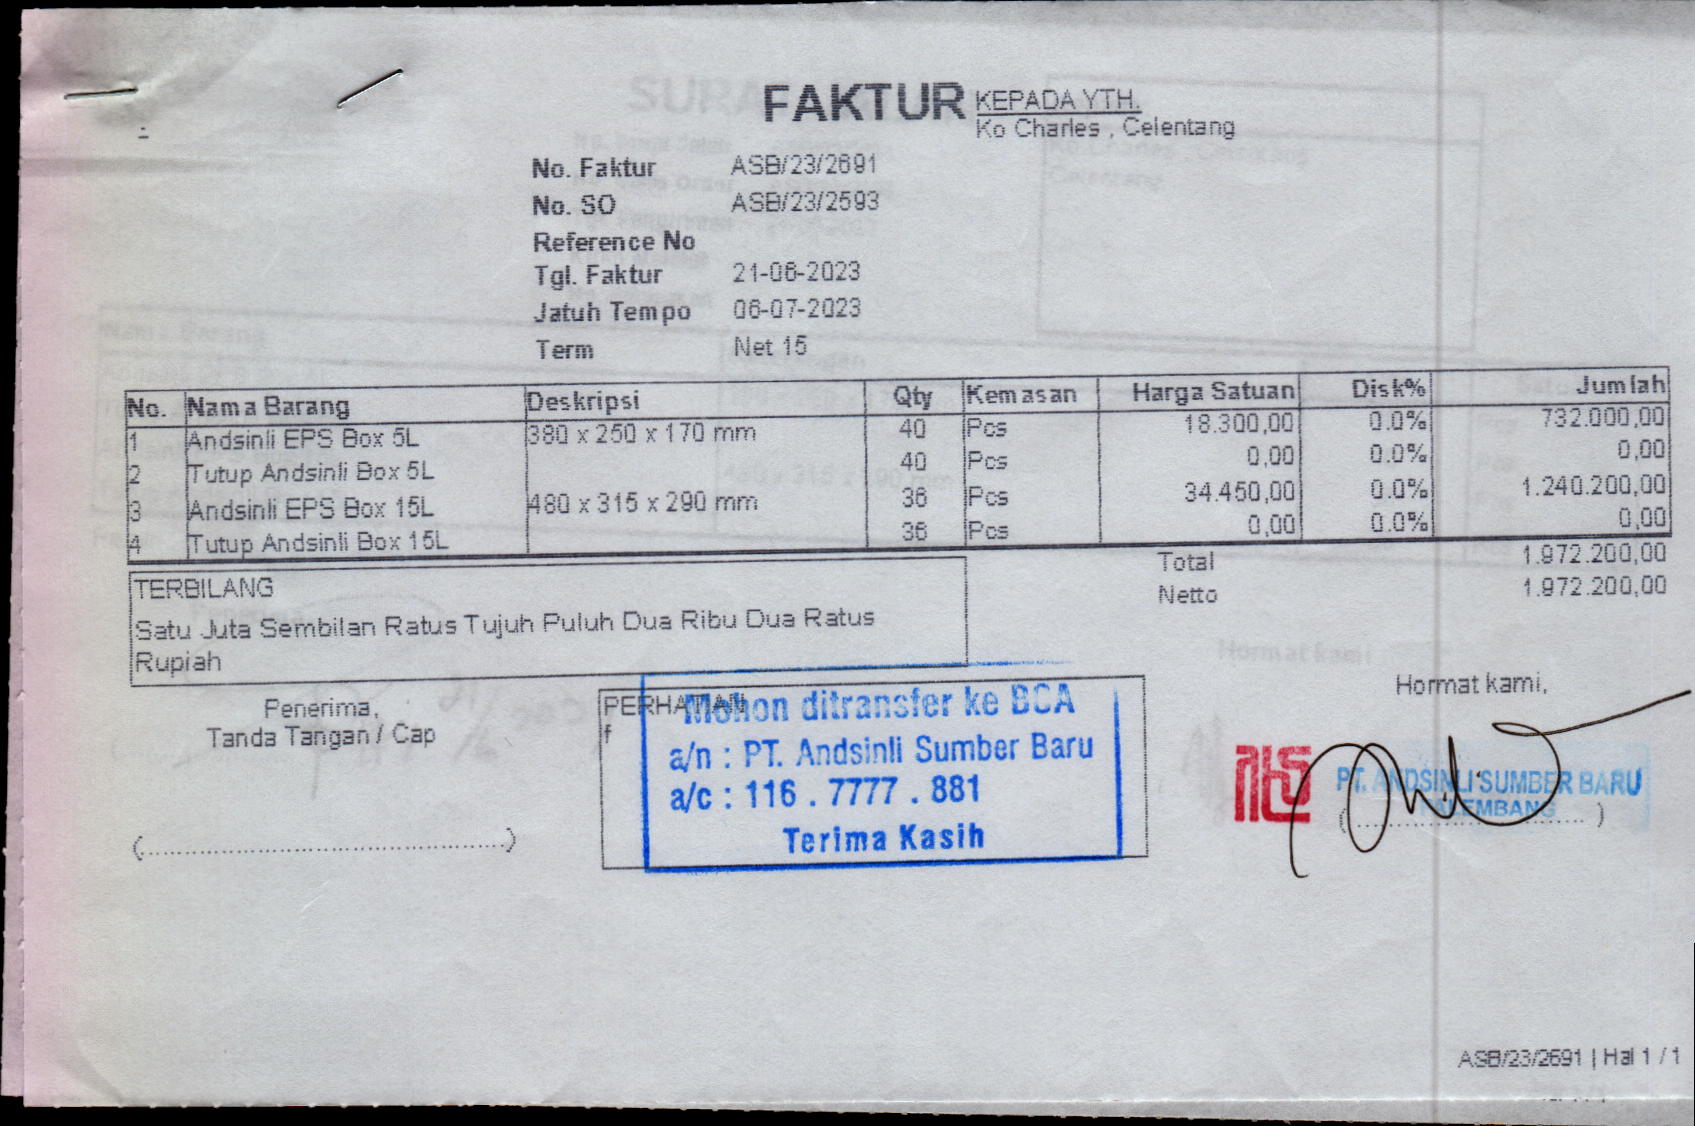 FAKTUR
KEPADA YTH.
Ko Charles , Celentang
No. Faktur ASB/23/2691
No. SO ASB/23/2593
Reference No
Tgl. Faktur 21-06-2023
Jatuh Tempo 06-07-2023
Term Net 15
No. Nama Barang Deskripsi Qty Kemasan Harga Satuan Disk% Jumlah
1 Andsinli EPS Box 5L 380 x 250 x 170 mm 40 Pcs 18.300,00 0.0% 732.000,00
2 Tutup Andsinli Box 5L 40 Pcs 0,00 0.0% 0,00
3 Andsinli EPS Box 15L 480 x 315 x 290 mm 36 Pcs 34.450,00 0.0% 1.240.200,00
4 Tutup Andsinli Box 15L 36 Pcs 0,00 0.0% 0,00
Total 1.972.200,00
Netto 1.972.200,00
TERBILANG
Satu Juta Sembilan Ratus Tujuh Puluh Dua Ribu Dua Ratus
Rupiah
Penerima,
Tanda Tangan / Cap
(............................................)
PERHATIAN
f
Mohon ditransfer ke BCA
a/n : PT. Andsinli Sumber Baru
a/c : 116 . 7777 . 881
Terima Kasih
Hormat kami,
PT. ANDSINLI SUMBER BARU
PALEMBANG
(............................)
ASB/23/2691 | Hal 1 / 1